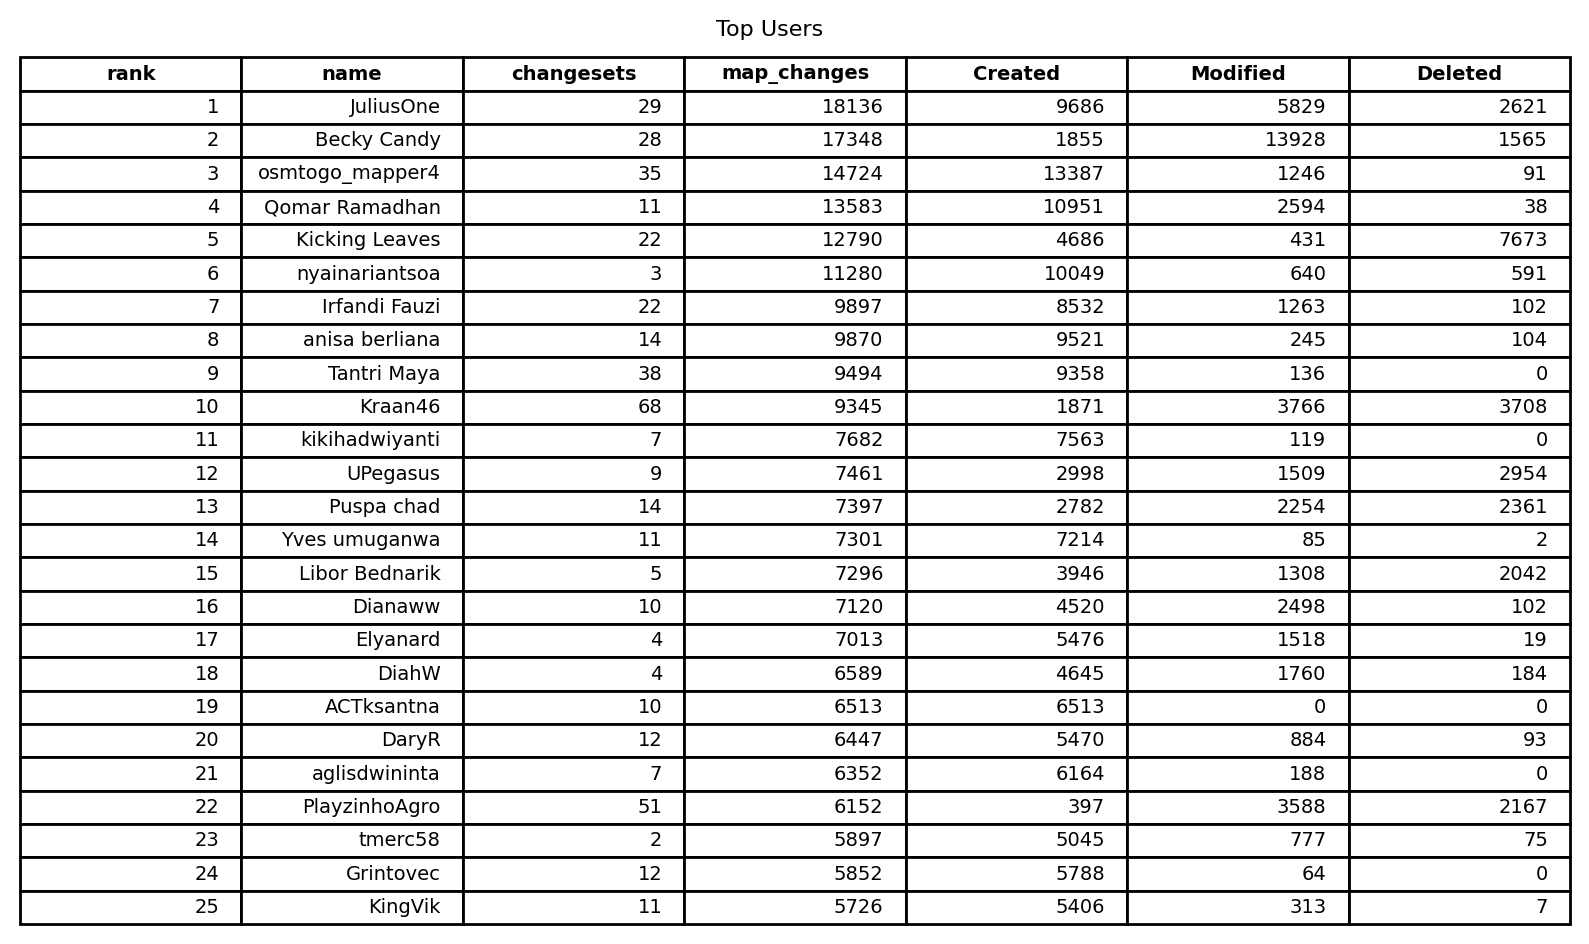 Top Users
rank name changesets map_changes Created Modified Deleted
1 JuliusOne 29 18136 9686 5829 2621
2 Becky Candy 28 17348 1855 13928 1565
3 osmtogo_mapper4 35 14724 13387 1246 91
4 Qomar Ramadhan 11 13583 10951 2594 38
5 Kicking Leaves 22 12790 4686 431 7673
6 nyainariantsoa 3 11280 10049 640 591
7 Irfandi Fauzi 22 9897 8532 1263 102
8 anisa berliana 14 9870 9521 245 104
9 Tantri Maya 38 9494 9358 136 0
10 Kraan46 68 9345 1871 3766 3708
11 kikihadwiyanti 7 7682 7563 119 0
12 UPegasus 9 7461 2998 1509 2954
13 Puspa chad 14 7397 2782 2254 2361
14 Yves umuganwa 11 7301 7214 85 2
15 Libor Bednarik 5 7296 3946 1308 2042
16 Dianaww 10 7120 4520 2498 102
17 Elyanard 4 7013 5476 1518 19
18 DiahW 4 6589 4645 1760 184
19 ACTksantna 10 6513 6513 0 0
20 DaryR 12 6447 5470 884 93
21 aglisdwininta 7 6352 6164 188 0
22 PlayzinhoAgro 51 6152 397 3588 2167
23 tmerc58 2 5897 5045 777 75
24 Grintovec 12 5852 5788 64 0
25 KingVik 11 5726 5406 313 7